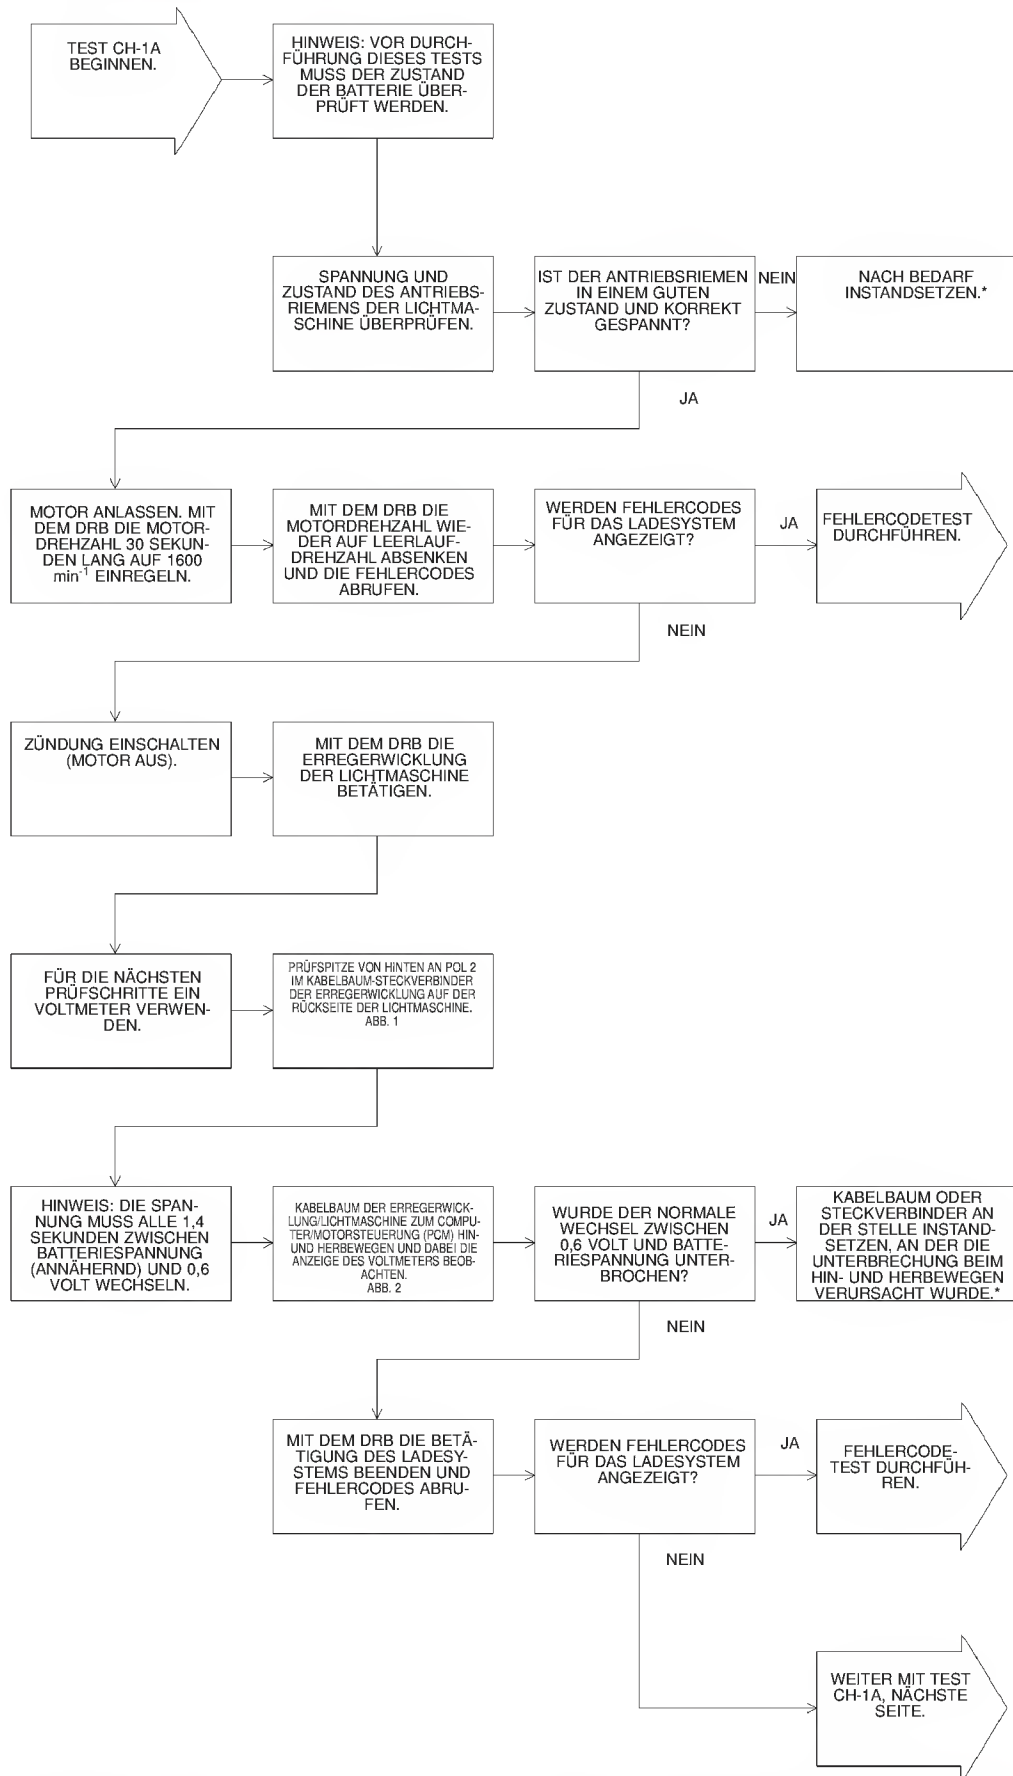 TEST CH-1A
BEGINNEN.
HINWEIS: VOR DURCH-
FÜHRUNG DIESES TESTS
MUSS DER ZUSTAND
DER BATTERIE ÜBER-
PRÜFT WERDEN.
SPANNUNG UND
ZUSTAND DES ANTRIEBS-
RIEMENS DER LICHTMA-
SCHINE ÜBERPRÜFEN.
IST DER ANTRIEBSRIEMEN
IN EINEM GUTEN
ZUSTAND UND KORREKT
GESPANNT?
NEIN
NACH BEDARF
INSTANDSETZEN.*
JA
MOTOR ANLASSEN. MIT
DEM DRB DIE MOTOR-
DREHZAHL 30 SEKUN-
DEN LANG AUF 1600
min⁻¹ EINREGELN.
MIT DEM DRB DIE
MOTORDREHZAHL WIE-
DER AUF LEERLAUF-
DREHZAHL ABSENKEN
UND DIE FEHLERCODES
ABRUFEN.
WERDEN FEHLERCODES
FÜR DAS LADESYSTEM
ANGEZEIGT?
JA
FEHLERCODETEST
DURCHFÜHREN.
NEIN
ZÜNDUNG EINSCHALTEN
(MOTOR AUS).
MIT DEM DRB DIE
ERREGERWICKLUNG
DER LICHTMASCHINE
BETÄTIGEN.
FÜR DIE NÄCHSTEN
PRÜFSCHRITTE EIN
VOLTMETER VERWEN-
DEN.
PRÜFSPITZE VON HINTEN AN POL 2
IM KABELBAUM-STECKVERBINDER
DER ERREGERWICKLUNG AUF DER
RÜCKSEITE DER LICHTMASCHINE.
ABB. 1
HINWEIS: DIE SPAN-
NUNG MUSS ALLE 1,4
SEKUNDEN ZWISCHEN
BATTERIESPANNUNG
(ANNÄHERND) UND 0,6
VOLT WECHSELN.
KABELBAUM DER ERREGERWICK-
LUNG/LICHTMASCHINE ZUM COMPU-
TER/MOTORSTEUERUNG (PCM) HIN-
UND HERBEWEGEN UND DABEI DIE
ANZEIGE DES VOLTMETERS BEOB-
ACHTEN.
ABB. 2
WURDE DER NORMALE
WECHSEL ZWISCHEN
0,6 VOLT UND BATTE-
RIESPANNUNG UNTER-
BROCHEN?
JA
KABELBAUM ODER
STECKVERBINDER AN
DER STELLE INSTAND-
SETZEN, AN DER DIE
UNTERBRECHUNG BEIM
HIN- UND HERBEWEGEN
VERURSACHT WURDE.*
NEIN
MIT DEM DRB DIE BETÄ-
TIGUNG DES LADESY-
STEMS BEENDEN UND
FEHLERCODES ABRU-
FEN.
WERDEN FEHLERCODES
FÜR DAS LADESYSTEM
ANGEZEIGT?
JA
FEHLERCODE-
TEST DURCHFÜH-
REN.
NEIN
WEITER MIT TEST
CH-1A, NÄCHSTE
SEITE.